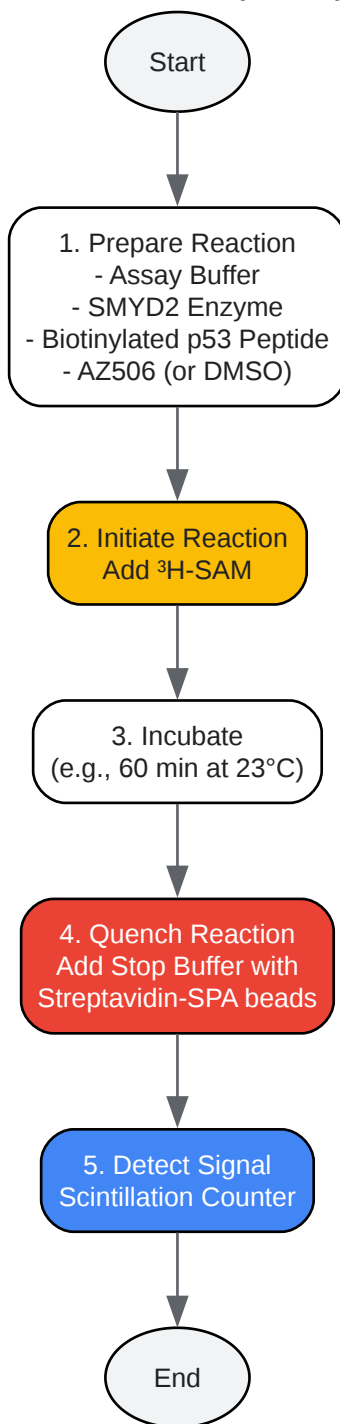 Start
1. Prepare Reaction
- Assay Buffer
- SMYD2 Enzyme
- Biotinylated p53 Peptide
- AZ506 (or DMSO)
2. Initiate Reaction
Add ³H-SAM
3. Incubate
(e.g., 60 min at 23°C)
4. Quench Reaction
Add Stop Buffer with
Streptavidin-SPA beads
5. Detect Signal
Scintillation Counter
End